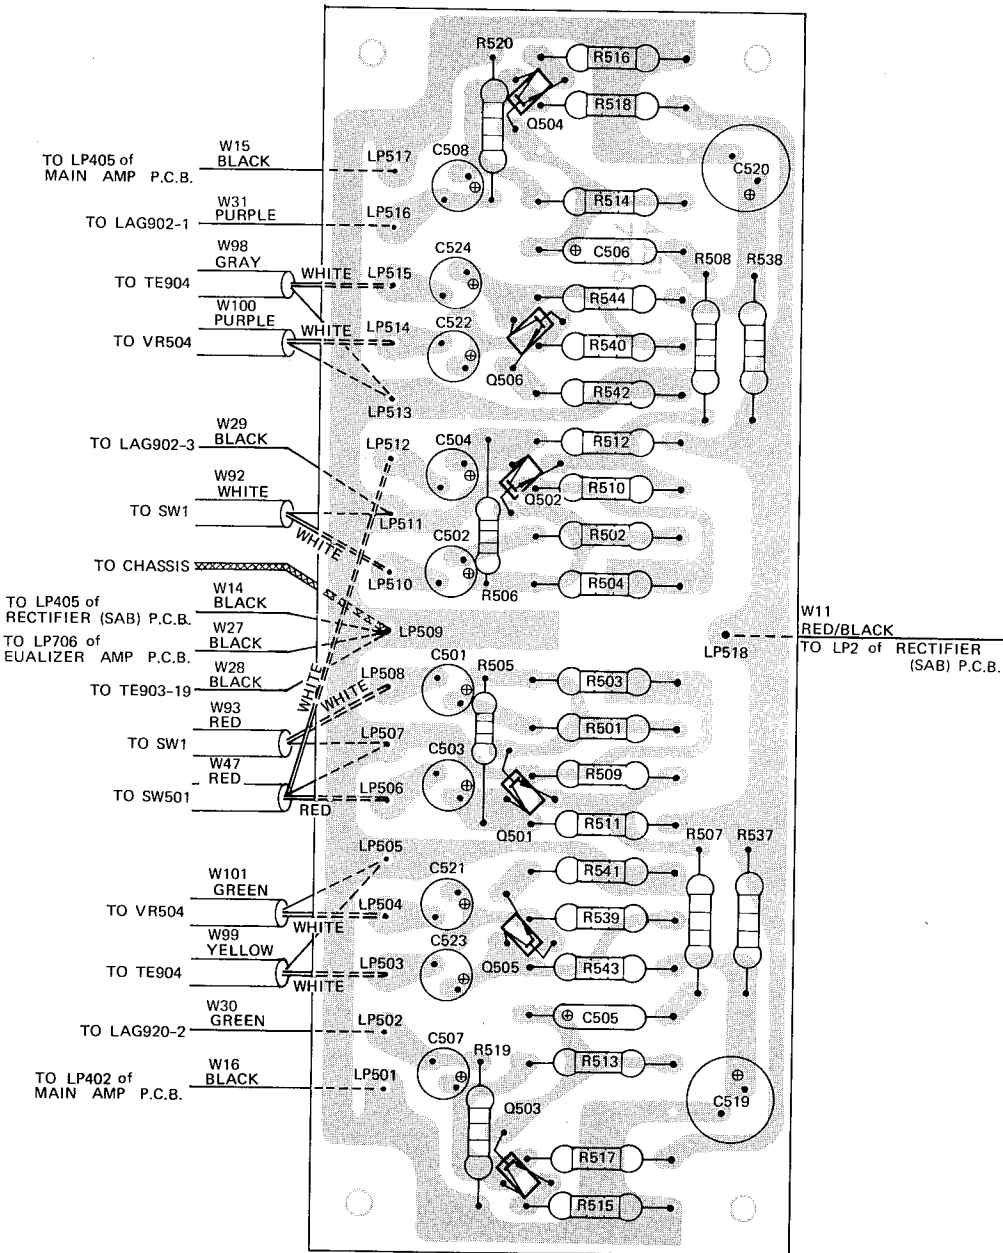 R520
R516
R518
Q504
W15
BLACK
TO LP405 of
MAIN AMP P.C.B.
LP517
C508
C520
W31
PURPLE
TO LAG902-1
LP516
R514
C506
W98
GRAY
TO TE904
WHITE
LP515
C524
R508
R538
R544
W100
PURPLE
TO VR504
WHITE
LP514
C522
R540
Q506
R542
LP513
W29
BLACK
TO LAG902-3
LP512
C504
R512
W92
WHITE
TO SW1
R510
Q502
LP511
WHITE
C502
R502
TO CHASSIS
LP510
R506
R504
W14
BLACK
TO LP405 of
RECTIFIER (SAB) P.C.B.
W27
BLACK
TO LP706 of
EUALIZER AMP P.C.B.
LP509
W11
RED/BLACK
LP518
TO LP2 of RECTIFIER
(SAB) P.C.B.
W28
BLACK
TO TE903-19
WHITE
WHITE
LP508
C501
R505
R503
W93
RED
TO SW1
LP507
R501
W47
RED
TO SW501
RED
LP506
C503
R509
Q501
R511
R507
R537
LP505
C521
R541
W101
GREEN
TO VR504
WHITE
LP504
R539
W99
YELLOW
TO TE904
WHITE
LP503
C523
Q505
R543
W30
GREEN
TO LAG920-2
LP502
C505
C507
R519
R513
W16
BLACK
TO LP402 of
MAIN AMP P.C.B.
LP501
C519
Q503
R517
R515